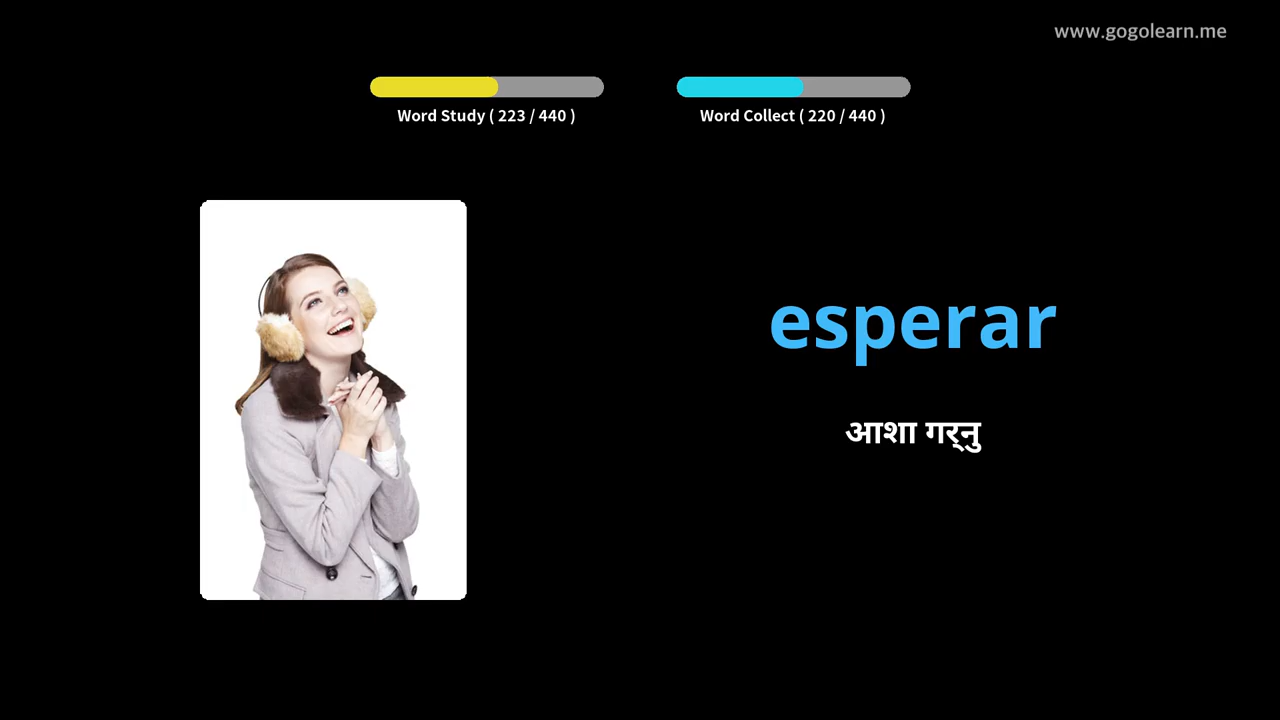 www.gogolearn.me
Word Study ( 223 / 440 )
Word Collect ( 220 / 440 )
esperar
आशा गर्नु